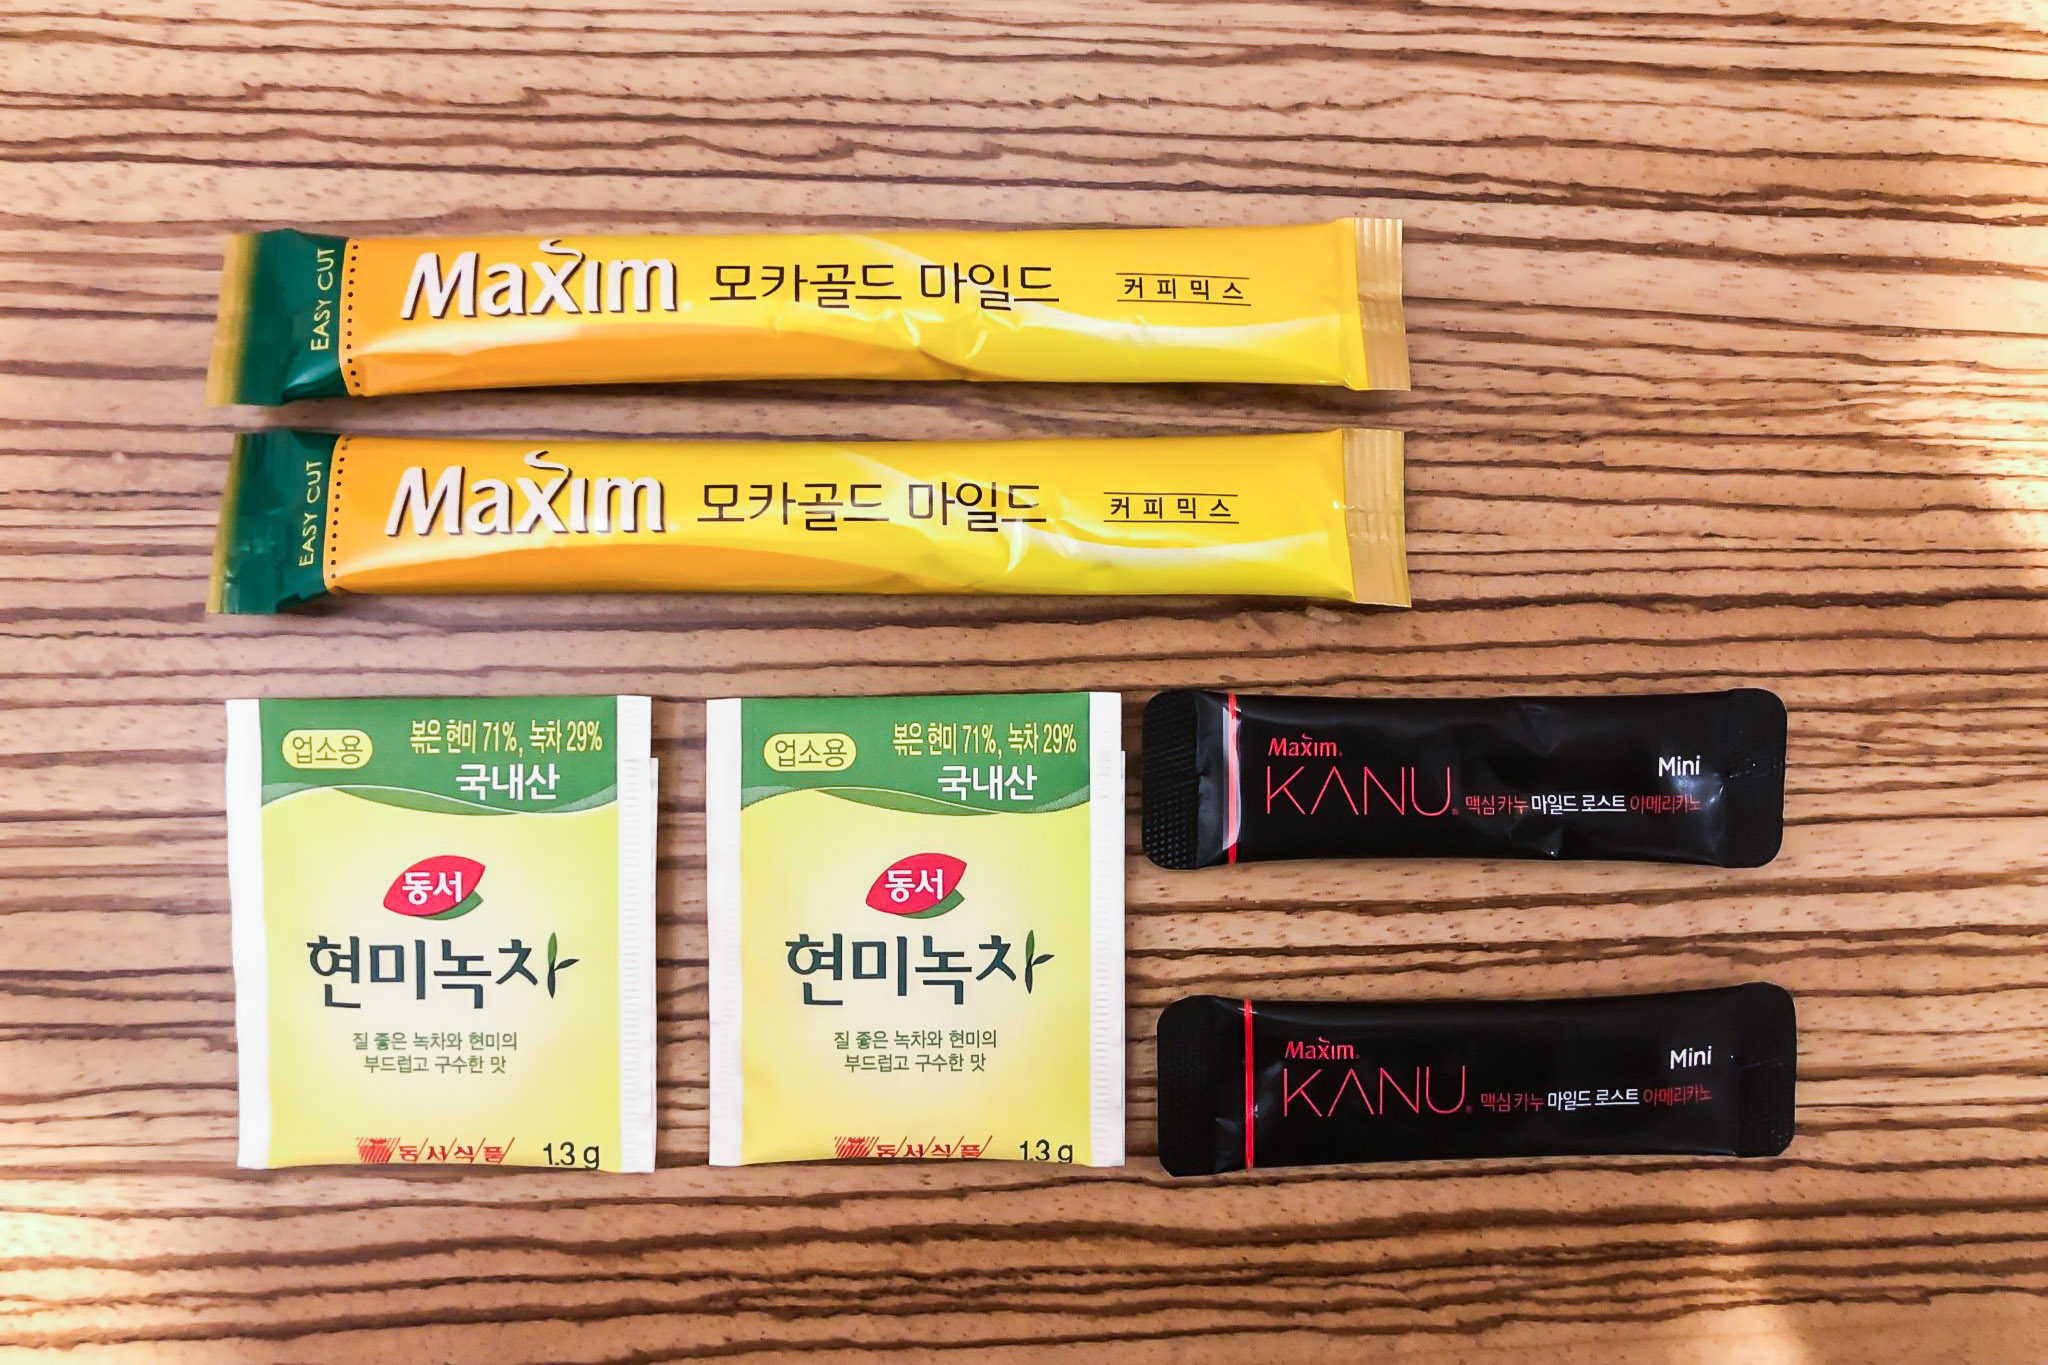 EASY CUT
Maxim 모카골드 마일드 커피믹스
EASY CUT
Maxim 모카골드 마일드 커피믹스
업소용
볶은 현미 71%, 녹차 29%
국내산
동서
현미녹차
질 좋은 녹차와 현미의
부드럽고 구수한 맛
동서식품 1.3 g
업소용
볶은 현미 71%, 녹차 29%
국내산
동서
현미녹차
질 좋은 녹차와 현미의
부드럽고 구수한 맛
동서식품 1.3 g
Maxim.
Mini
KANU® 맥심카누 마일드 로스트 아메리카노
Maxim.
Mini
KANU® 맥심카누 마일드 로스트 아메리카노